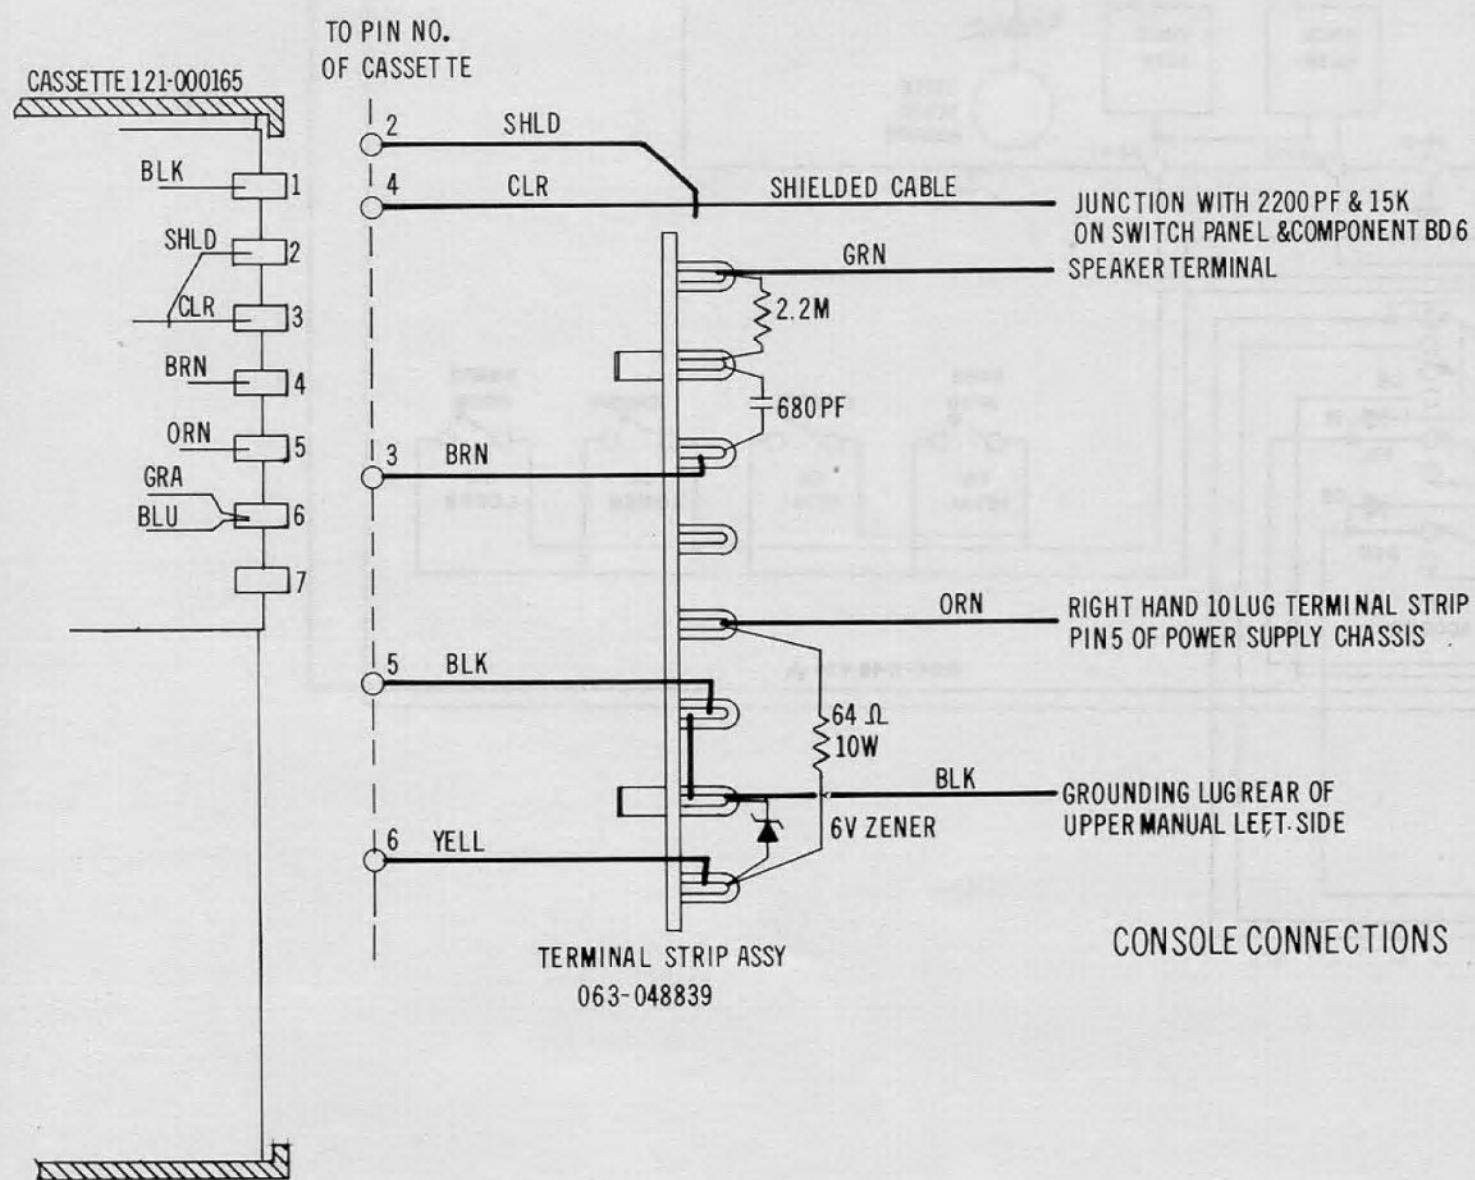 TO PIN NO.
OF CASSETTE
CASSETTE 121-000165
BLK
1
SHLD
2
CLR
3
BRN
4
ORN
5
GRA
BLU
6
7
2
SHLD
4
CLR
SHIELDED CABLE
JUNCTION WITH 2200 PF & 15K
ON SWITCH PANEL & COMPONENT BD 6
GRN
SPEAKER TERMINAL
2.2M
680 PF
3
BRN
ORN
RIGHT HAND 10 LUG TERMINAL STRIP
PIN 5 OF POWER SUPPLY CHASSIS
5
BLK
64 Ω
10W
BLK
GROUNDING LUG REAR OF
UPPER MANUAL LEFT SIDE
6V ZENER
6
YELL
TERMINAL STRIP ASSY
063-048839
CONSOLE CONNECTIONS